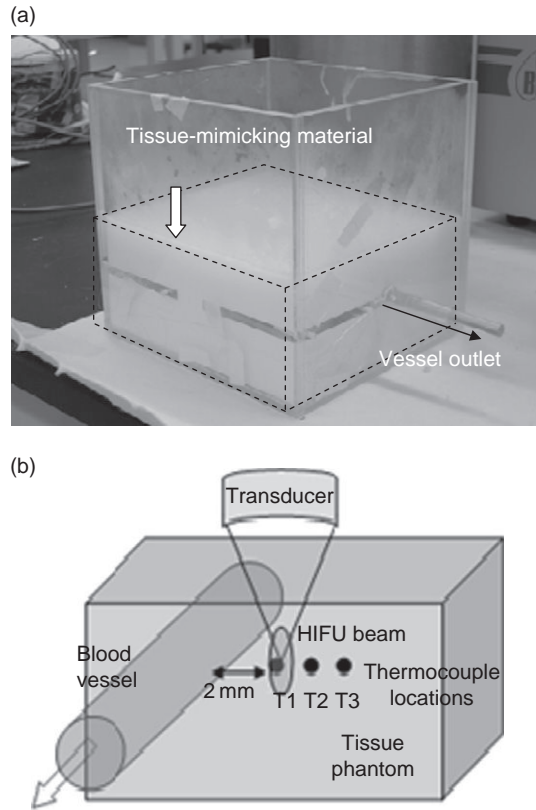 (a)
Tissue-mimicking material
B
Vessel outlet
(b)
Transducer
HIFU beam
Blood
vessel
2 mm
T1 T2 T3
Thermocouple
locations
Tissue
phantom